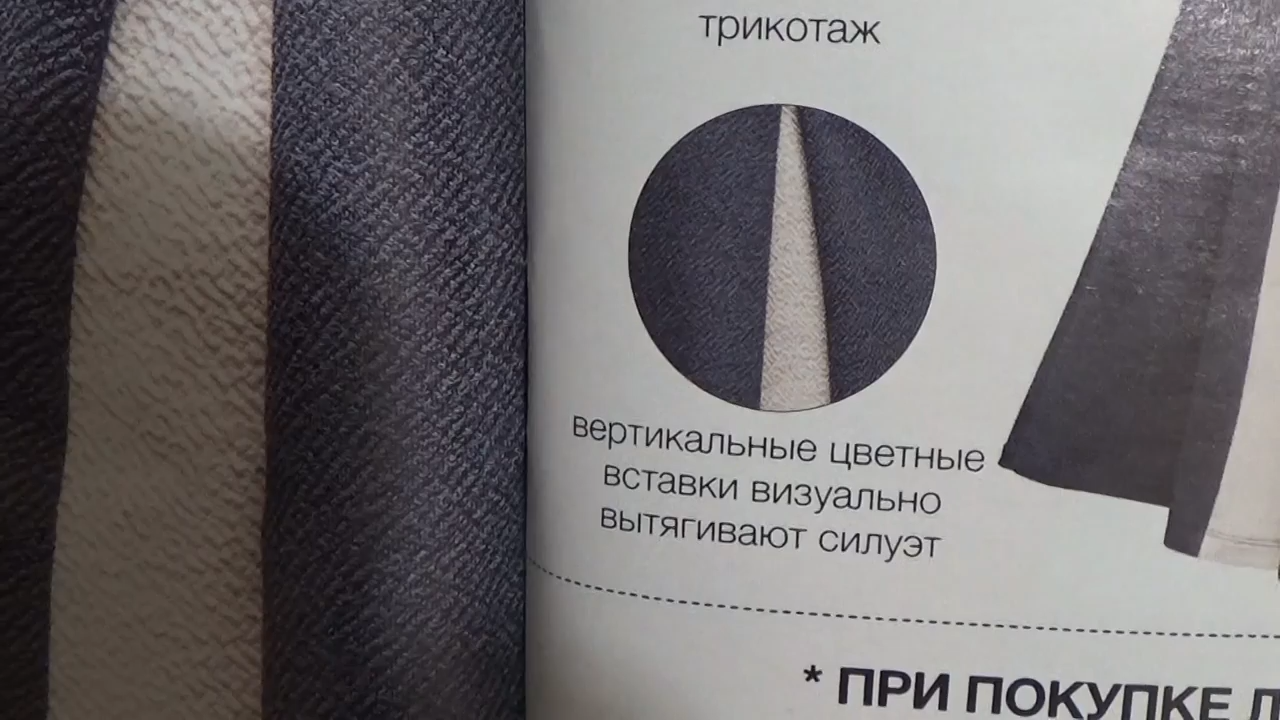 трикотаж
вертикальные цветные
вставки визуально
вытягивают силуэт
* ПРИ ПОКУПКЕ